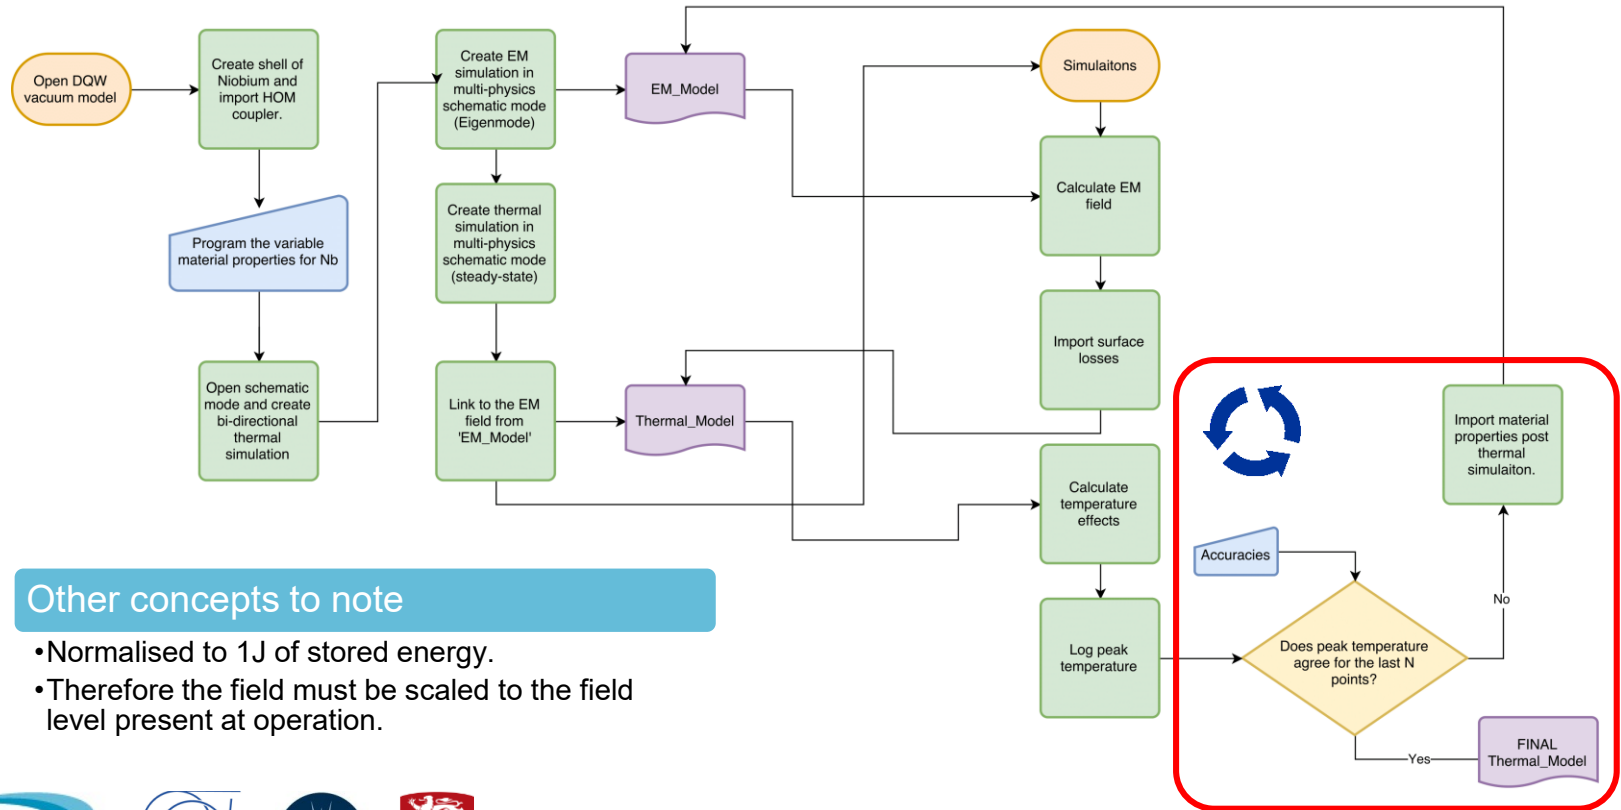 Open DQW
vacuum model
Create shell of
Niobium and
import HOM
coupler.
Program the variable
material properties for Nb
Open schematic
mode and create
bi-directional
thermal
simulation
Create EM
simulation in
multi-physics
schematic mode
(Eigenmode)
Create thermal
simulation in
multi-physics
schematic mode
(steady-state)
Link to the EM
field from
'EM_Model'
EM_Model
Thermal_Model
Simulaitons
Calculate EM
field
Import surface
losses
Calculate
temperature
effects
Log peak
temperature
Accuracies
Does peak temperature
agree for the last N
points?
No
Import material
properties post
thermal
simulaiton.
Yes
FINAL
Thermal_Model
Other concepts to note
•Normalised to 1J of stored energy.
•Therefore the field must be scaled to the field
level present at operation.